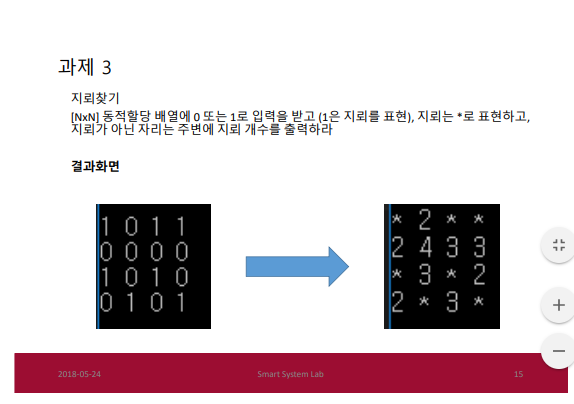 과제 3
지뢰찾기
[NxN] 동적할당 배열에 0 또는 1로 입력을 받고 (1은 지뢰를 표현), 지뢰는 *로 표현하고,
지뢰가 아닌 자리는 주변에 지뢰 개수를 출력하라
결과화면
1 0 1 1
0 0 0 0
1 0 1 0
0 1 0 1
* 2 * *
2 4 3 3
* 3 * 2
2 * 3 *
2018-05-24
Smart System Lab
15